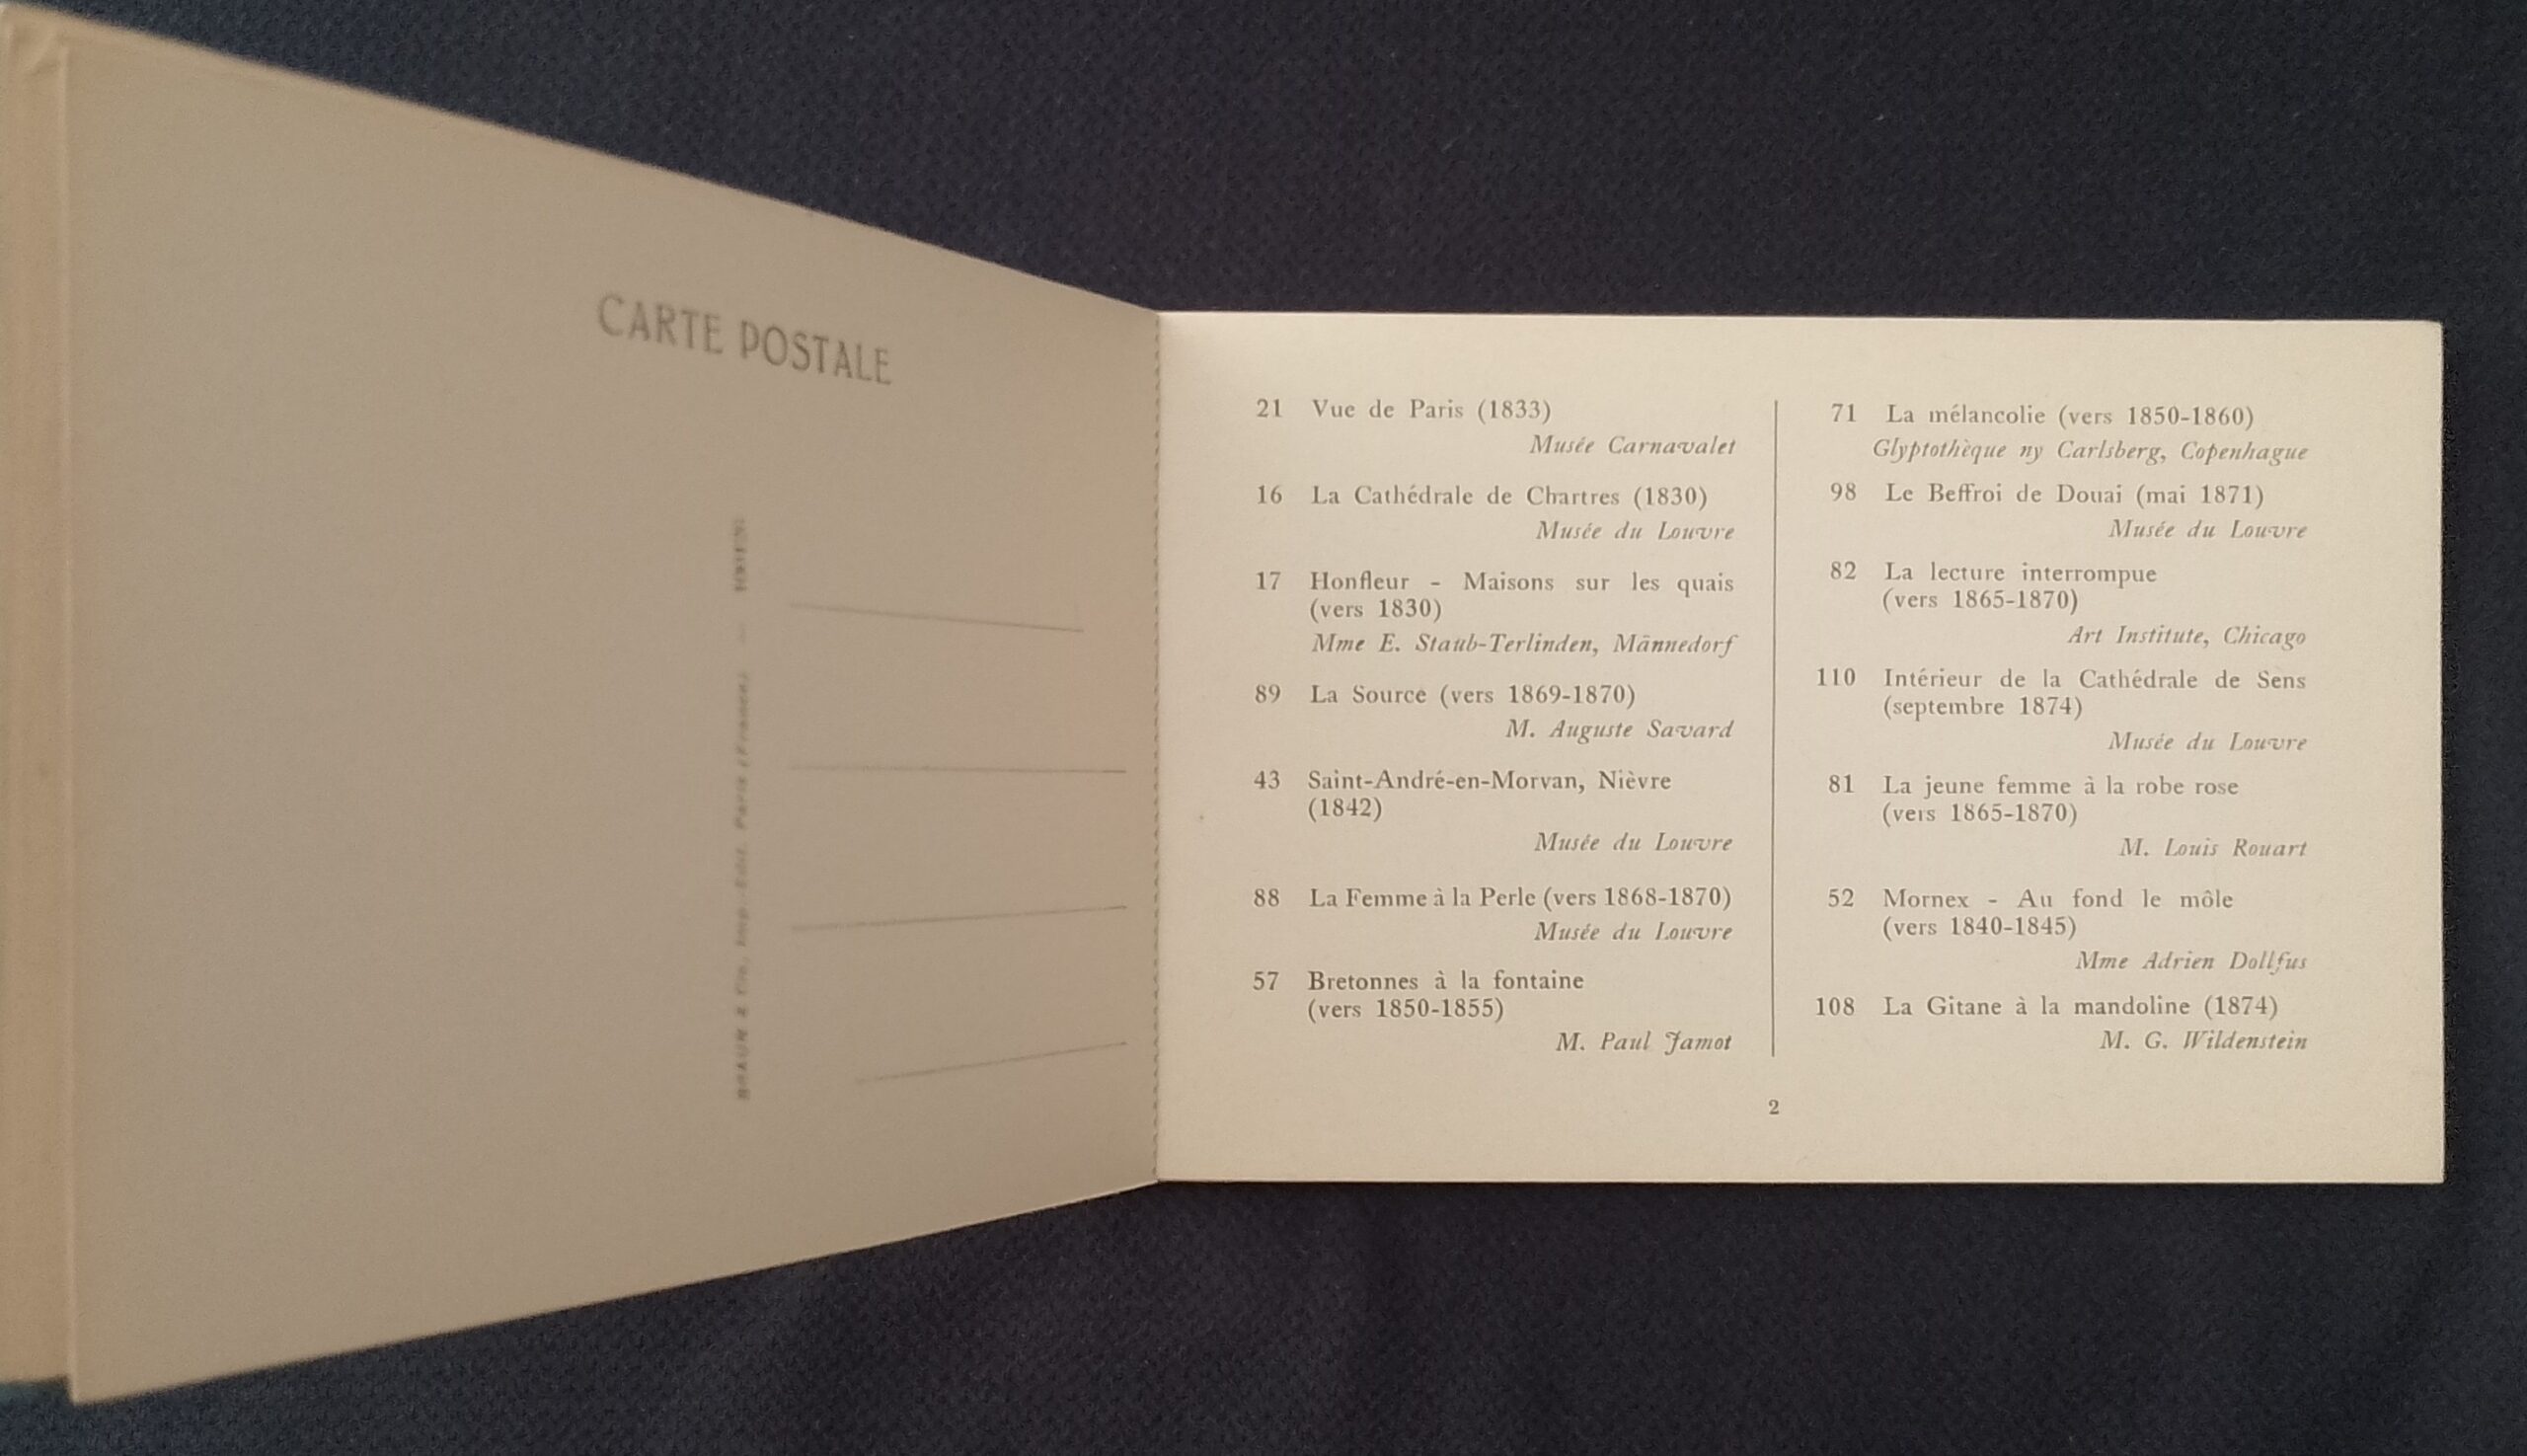 CARTE POSTALE
BRAUN & Cie, Imp.-Édit. Paris (France)
21 Vue de Paris (1833)
Musée Carnavalet
16 La Cathédrale de Chartres (1830)
Musée du Louvre
17 Honfleur - Maisons sur les quais
(vers 1830)
Mme E. Staub-Terlinden, Männedorf
89 La Source (vers 1869-1870)
M. Auguste Savard
43 Saint-André-en-Morvan, Nièvre
(1842)
Musée du Louvre
88 La Femme à la Perle (vers 1868-1870)
Musée du Louvre
57 Bretonnes à la fontaine
(vers 1850-1855)
M. Paul Jamot
71 La mélancolie (vers 1850-1860)
Glyptothèque ny Carlsberg, Copenhague
98 Le Beffroi de Douai (mai 1871)
Musée du Louvre
82 La lecture interrompue
(vers 1865-1870)
Art Institute, Chicago
110 Intérieur de la Cathédrale de Sens
(septembre 1874)
Musée du Louvre
81 La jeune femme à la robe rose
(vers 1865-1870)
M. Louis Rouart
52 Mornex - Au fond le môle
(vers 1840-1845)
Mme Adrien Dollfus
108 La Gitane à la mandoline (1874)
M. G. Wildenstein
2